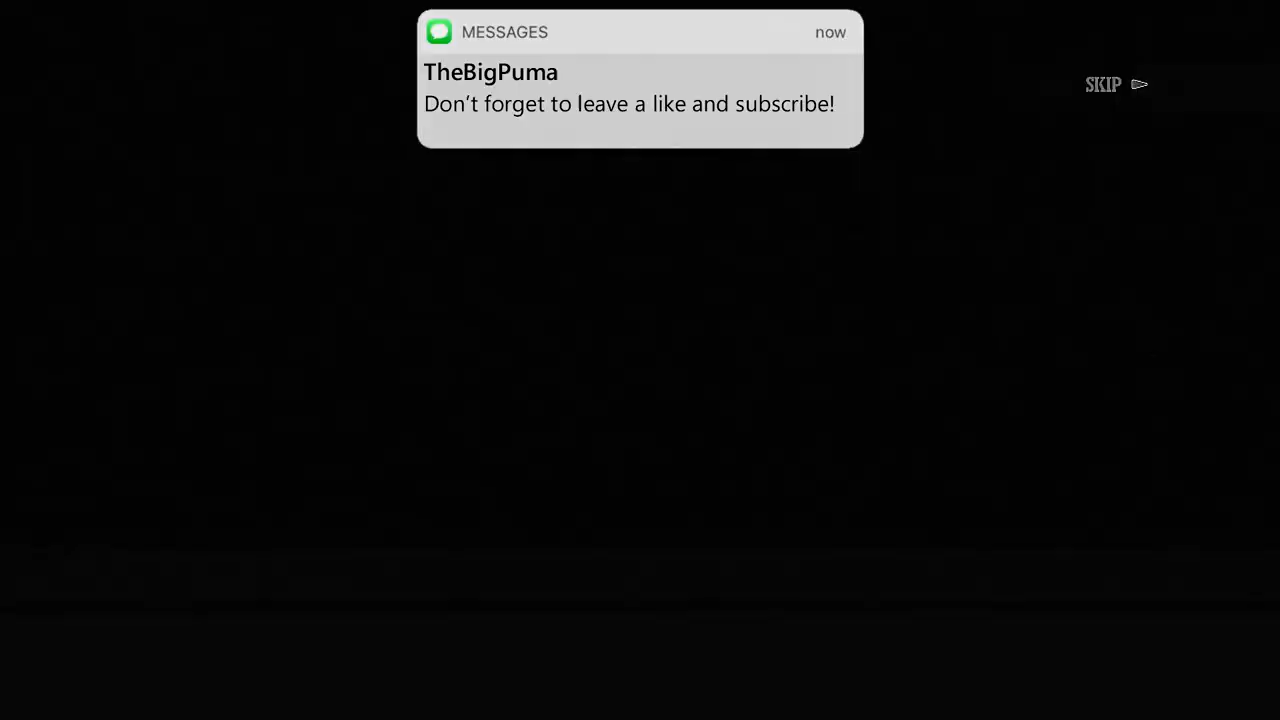 MESSAGES now
TheBigPuma
Don't forget to leave a like and subscribe!
SKIP